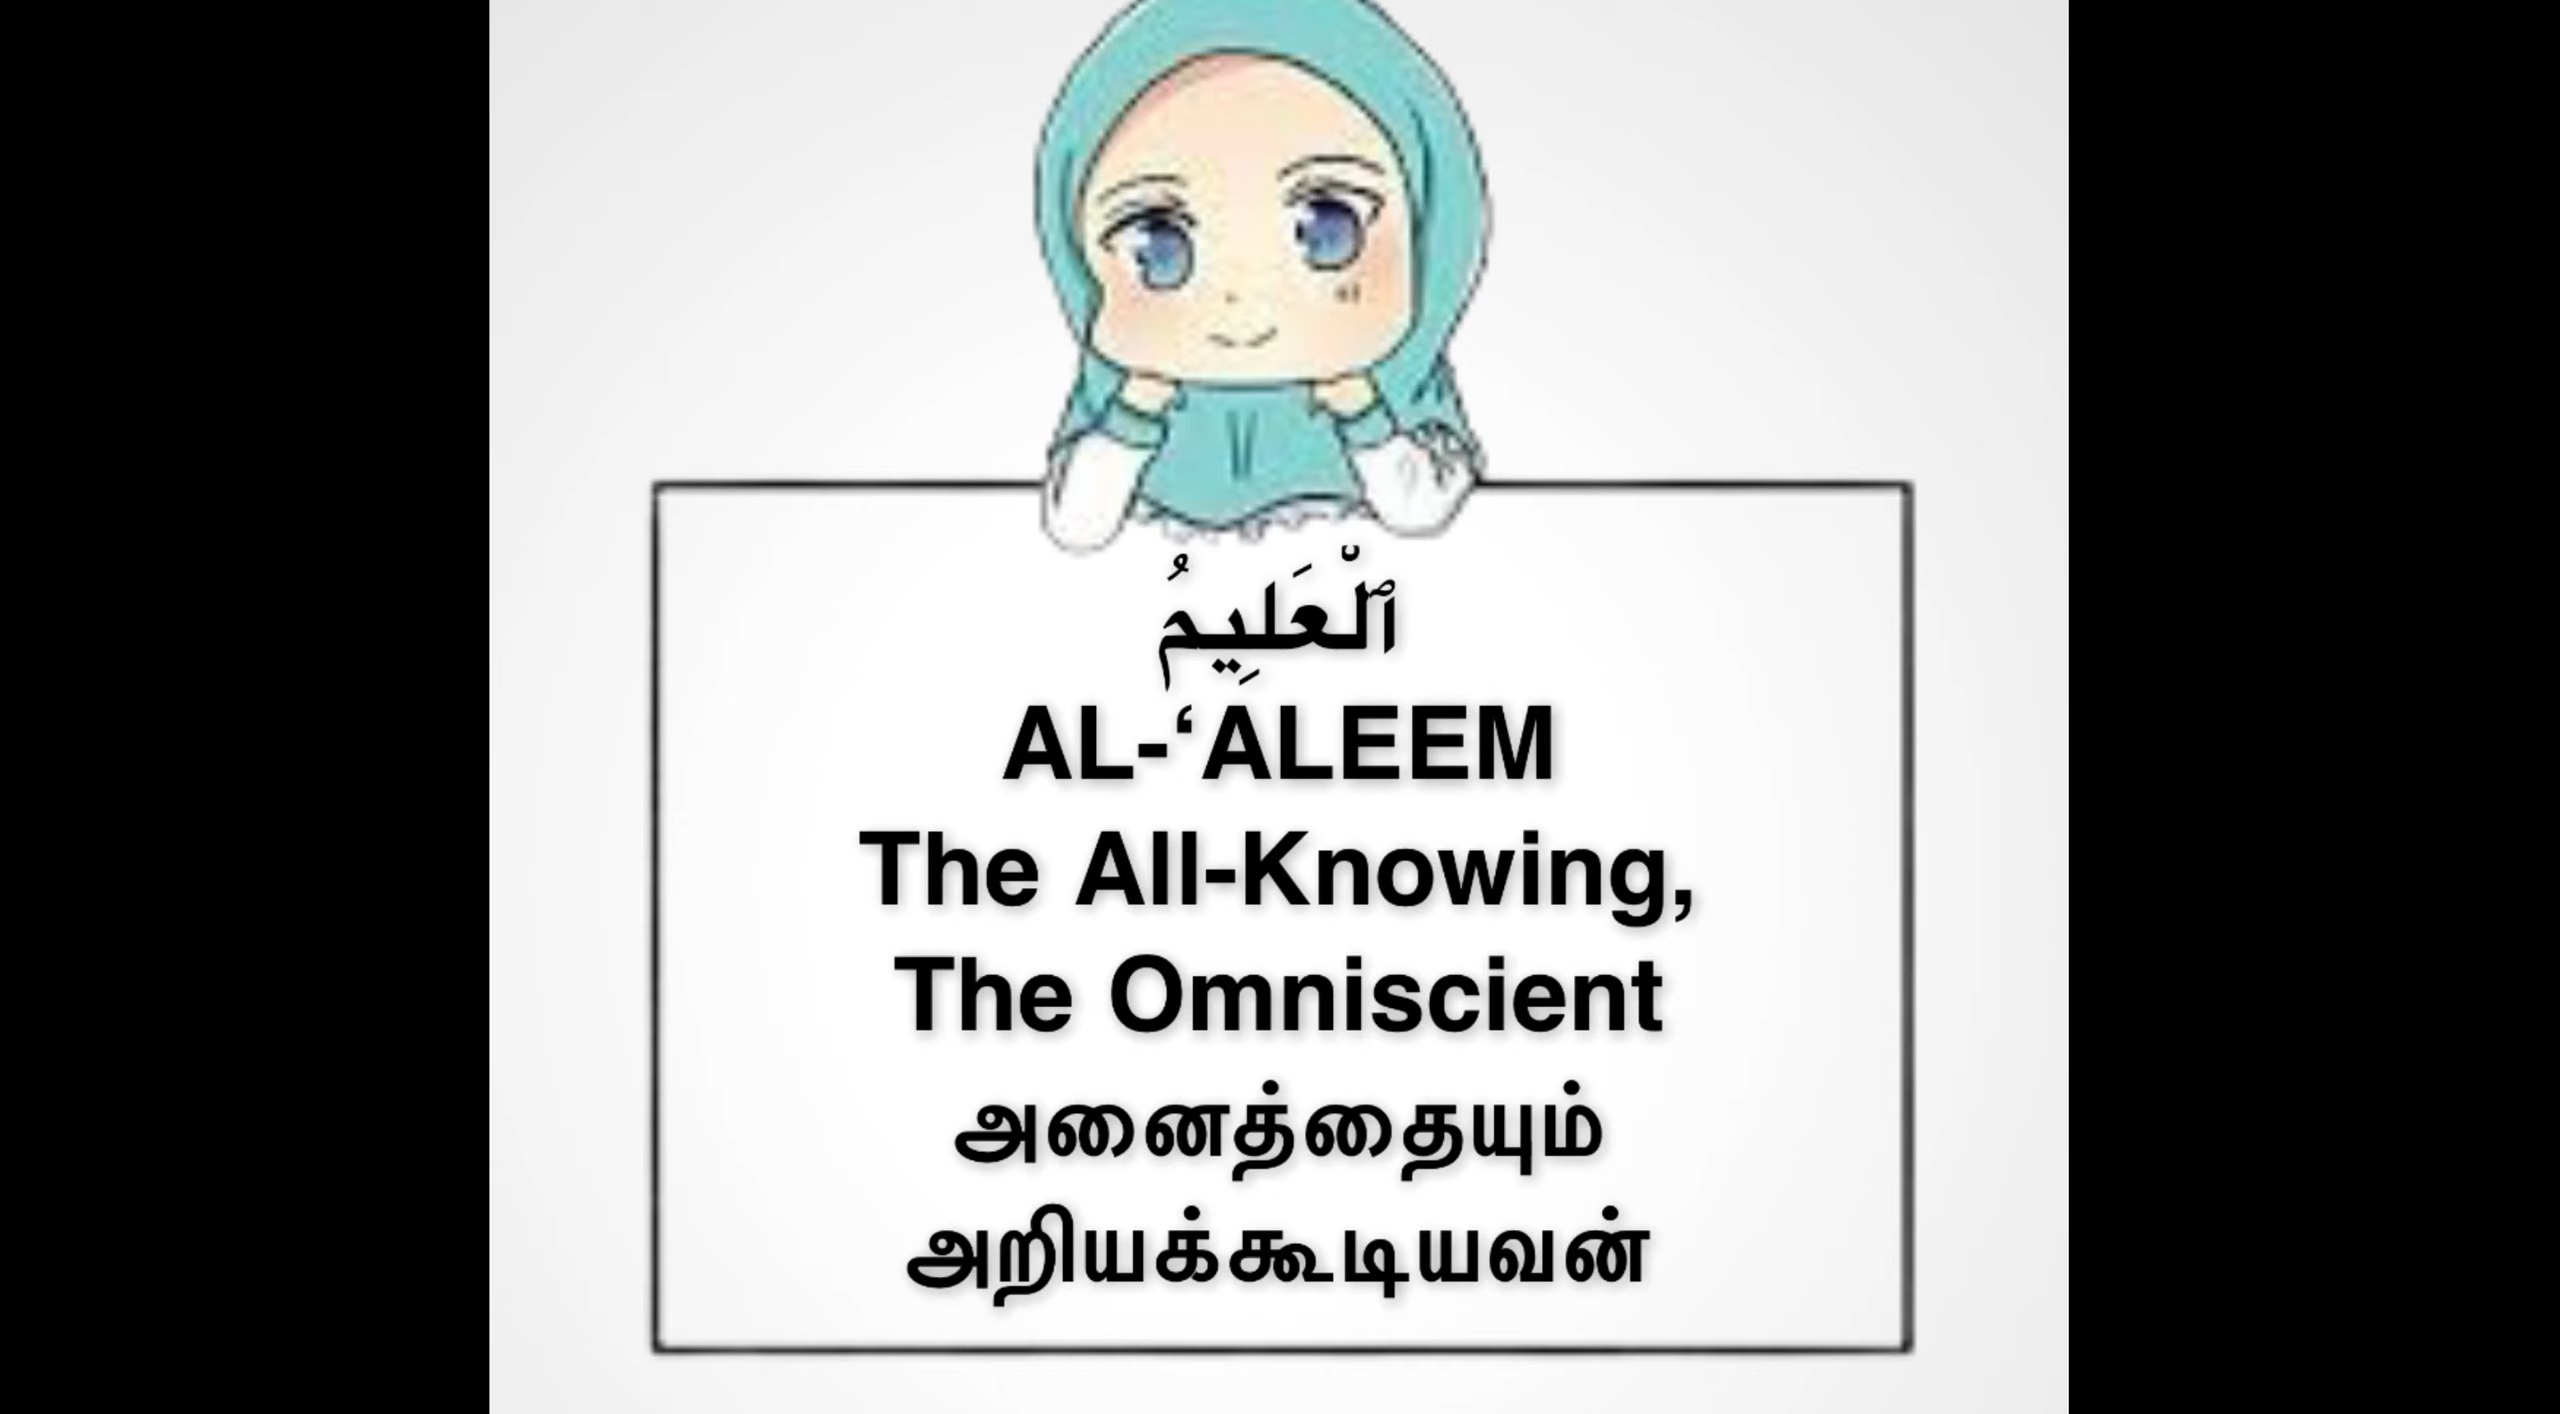 ٱلْعَلِيمُ
AL-‘ALEEM
The All-Knowing,
The Omniscient
அனைத்தையும்
அறியக்கூடியவன்